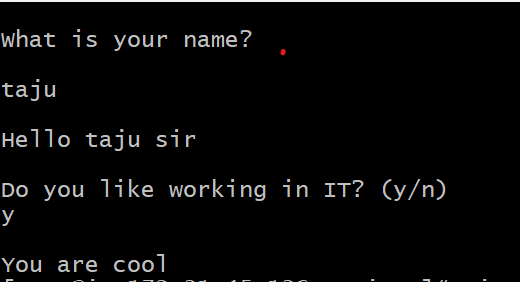 What is your name?
taju
Hello taju sir
Do you like working in IT? (y/n)
y
You are cool